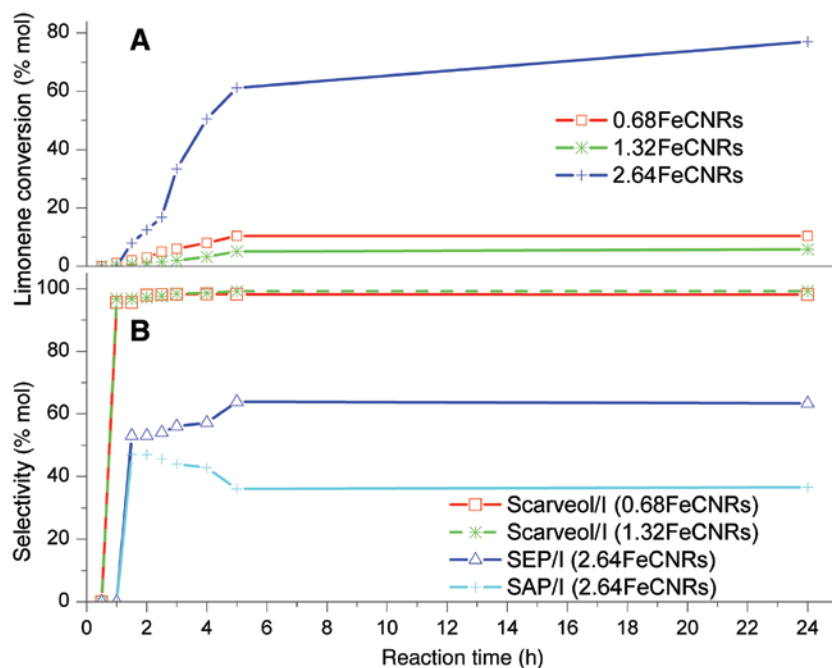 A
Limonene conversion (% mol)
80
60
40
20
0
0.68FeCNRs
1.32FeCNRs
2.64FeCNRs
B
Selectivity (% mol)
100
80
60
40
20
0
Scarveol/l (0.68FeCNRs)
Scarveol/l (1.32FeCNRs)
SEP/l (2.64FeCNRs)
SAP/l (2.64FeCNRs)
0 2 4 6 8 10 12 14 16 18 20 22 24
Reaction time (h)